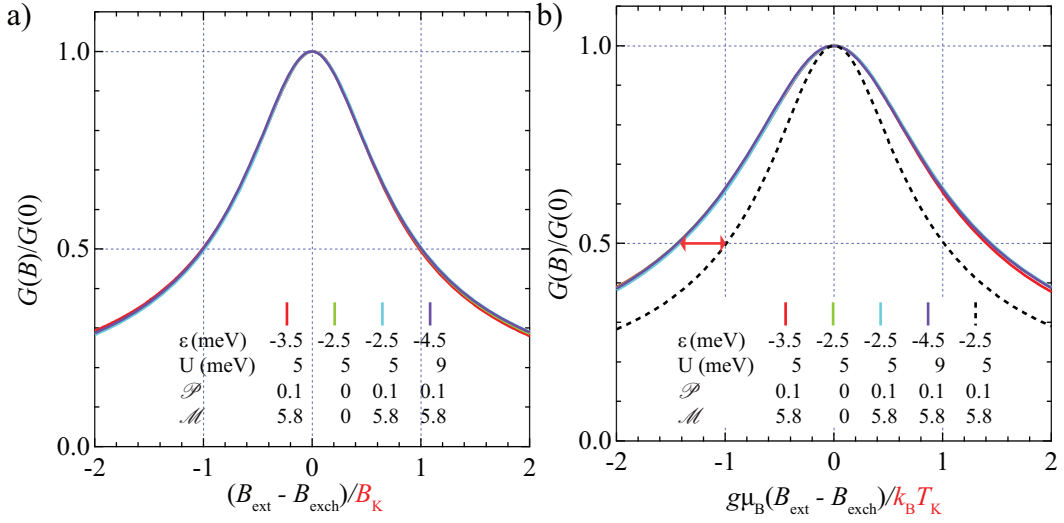 a)
G(B)/G(0)
1.0
0.5
0.0
ε (meV) -3.5 -2.5 -2.5 -4.5
U (meV) 5 5 5 9
𝒫 0.1 0 0.1 0.1
ℳ 5.8 0 5.8 5.8
-2 -1 0 1 2
(B_ext - B_exch)/B_K
b)
G(B)/G(0)
1.0
0.5
0.0
ε (meV) -3.5 -2.5 -2.5 -4.5 -2.5
U (meV) 5 5 5 9 5
𝒫 0.1 0 0.1 0.1 0.1
ℳ 5.8 0 5.8 5.8 5.8
-2 -1 0 1 2
gμ_B(B_ext - B_exch)/k_BT_K